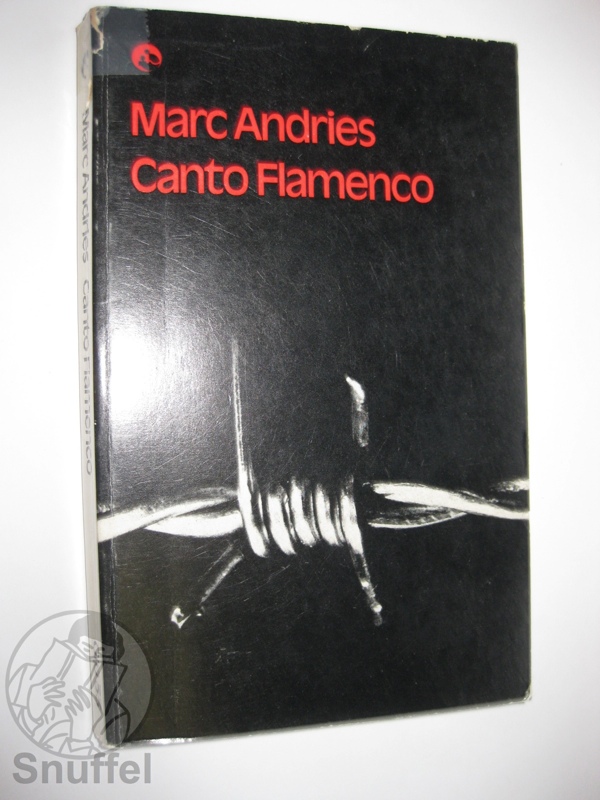 Marc Andries
Canto Flamenco
Marc Andries Canto Flamenco
Snuffel